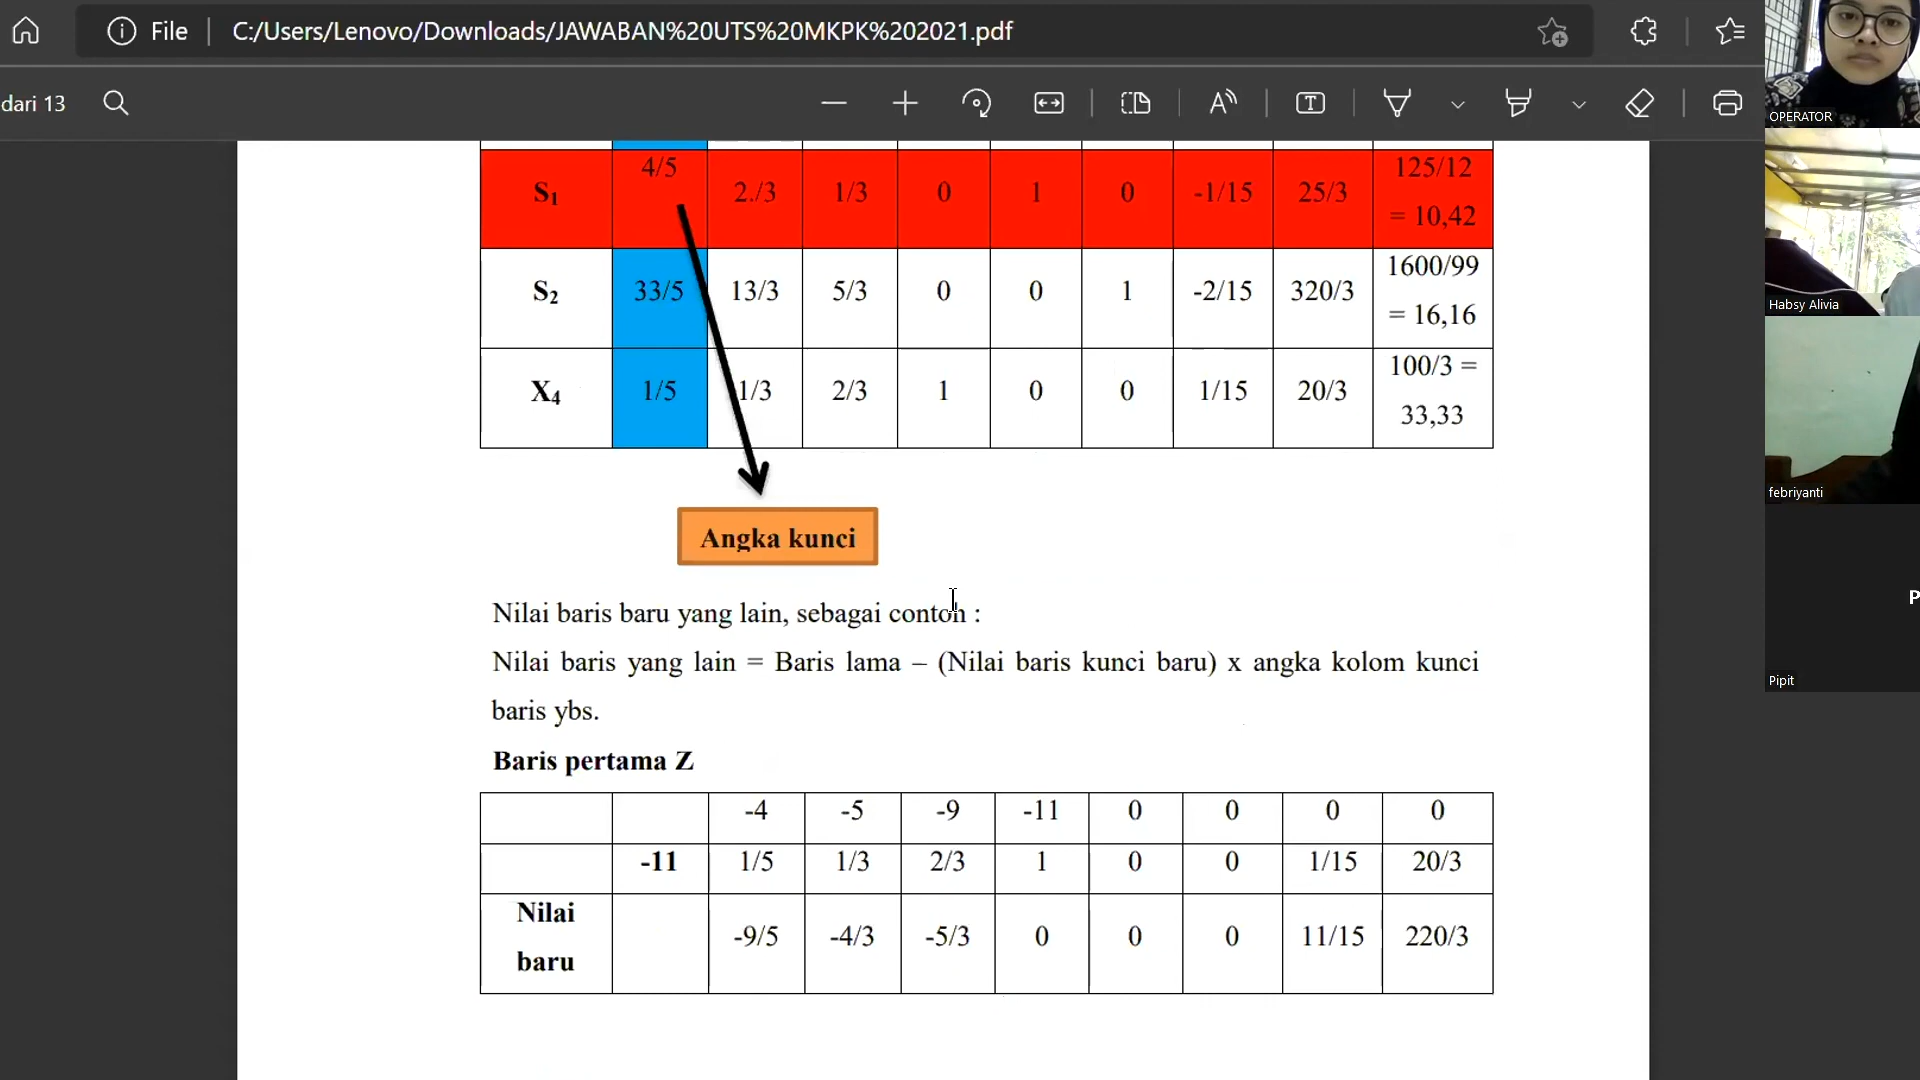 File C:/Users/Lenovo/Downloads/JAWABAN%20UTS%20MKPK%202021.pdf
dari 13
S1 4/5 2./3 1/3 0 1 0 -1/15 25/3 125/12 = 10,42
S2 33/5 13/3 5/3 0 0 1 -2/15 320/3 1600/99 = 16,16
X4 1/5 1/3 2/3 1 0 0 1/15 20/3 100/3 = 33,33
Angka kunci
Nilai baris baru yang lain, sebagai contoh :
Nilai baris yang lain = Baris lama – (Nilai baris kunci baru) x angka kolom kunci
baris ybs.
Baris pertama Z
-4 -5 -9 -11 0 0 0 0
-11 1/5 1/3 2/3 1 0 0 1/15 20/3
Nilai baru -9/5 -4/3 -5/3 0 0 0 11/15 220/3
OPERATOR
Habsy Alivia
febriyanti
P
Pipit